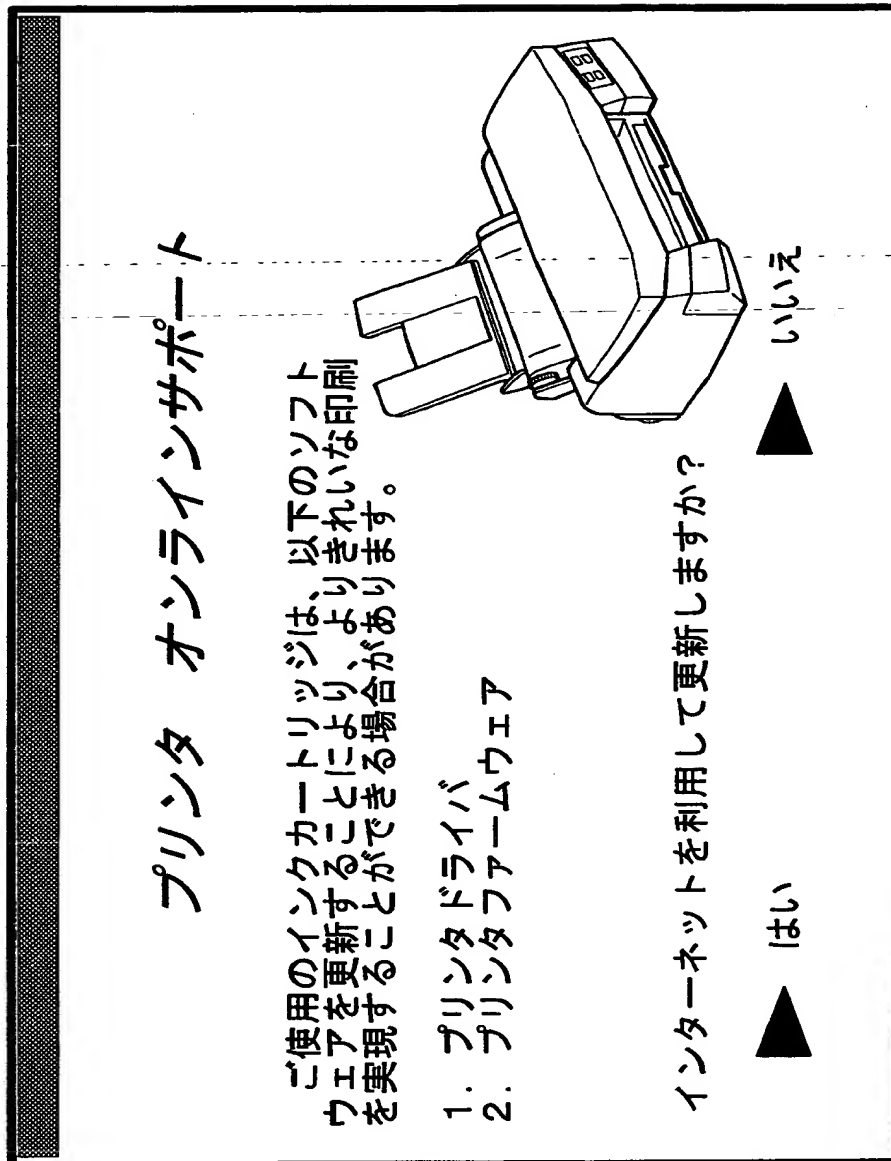 プリンタ オンラインサポート
ご使用のインクカートリッジは、以下のソフト
ウェアを更新することにより、よりきれいな印刷
を実現することができる場合があります。
1. プリンタドライバ
2. プリンタファームウェア
インターネットを利用して更新しますか？
▶ はい ▶ いいえ